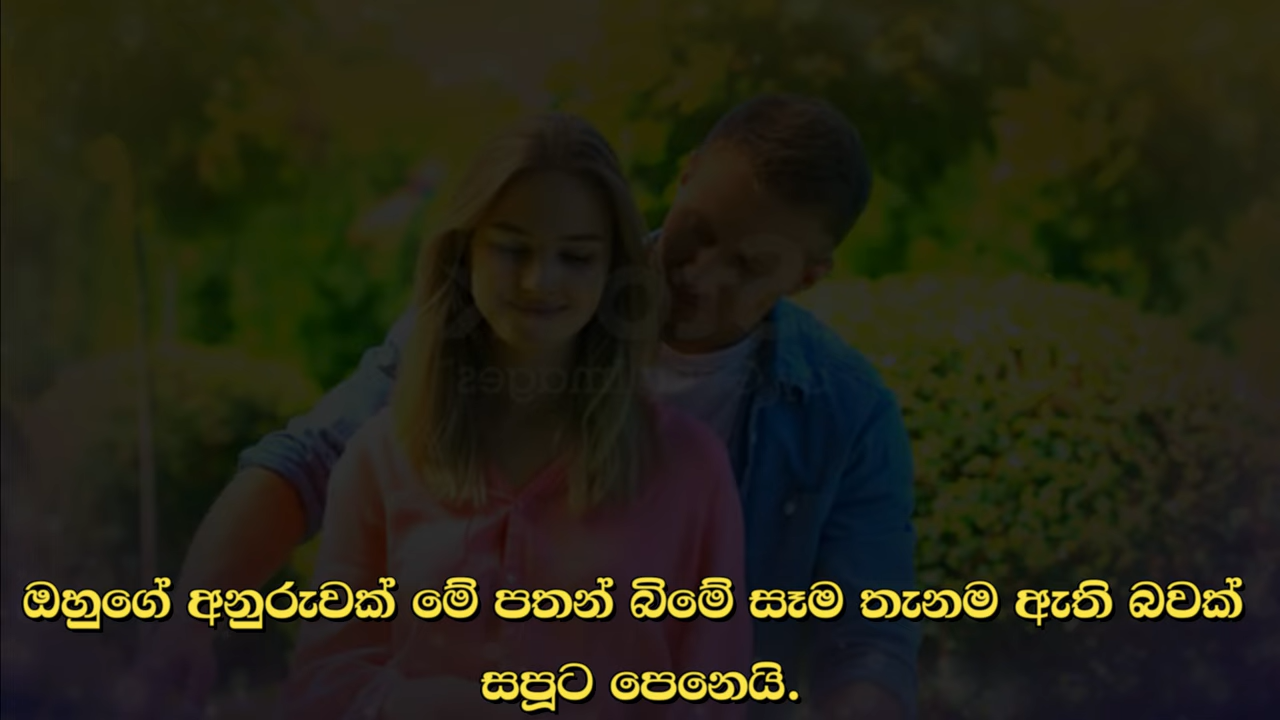 ඔහුගේ අනුරුවක් මේ පතන් බිමේ සෑම තැනම ඇති බවක්
සපූට පෙනෙයි.